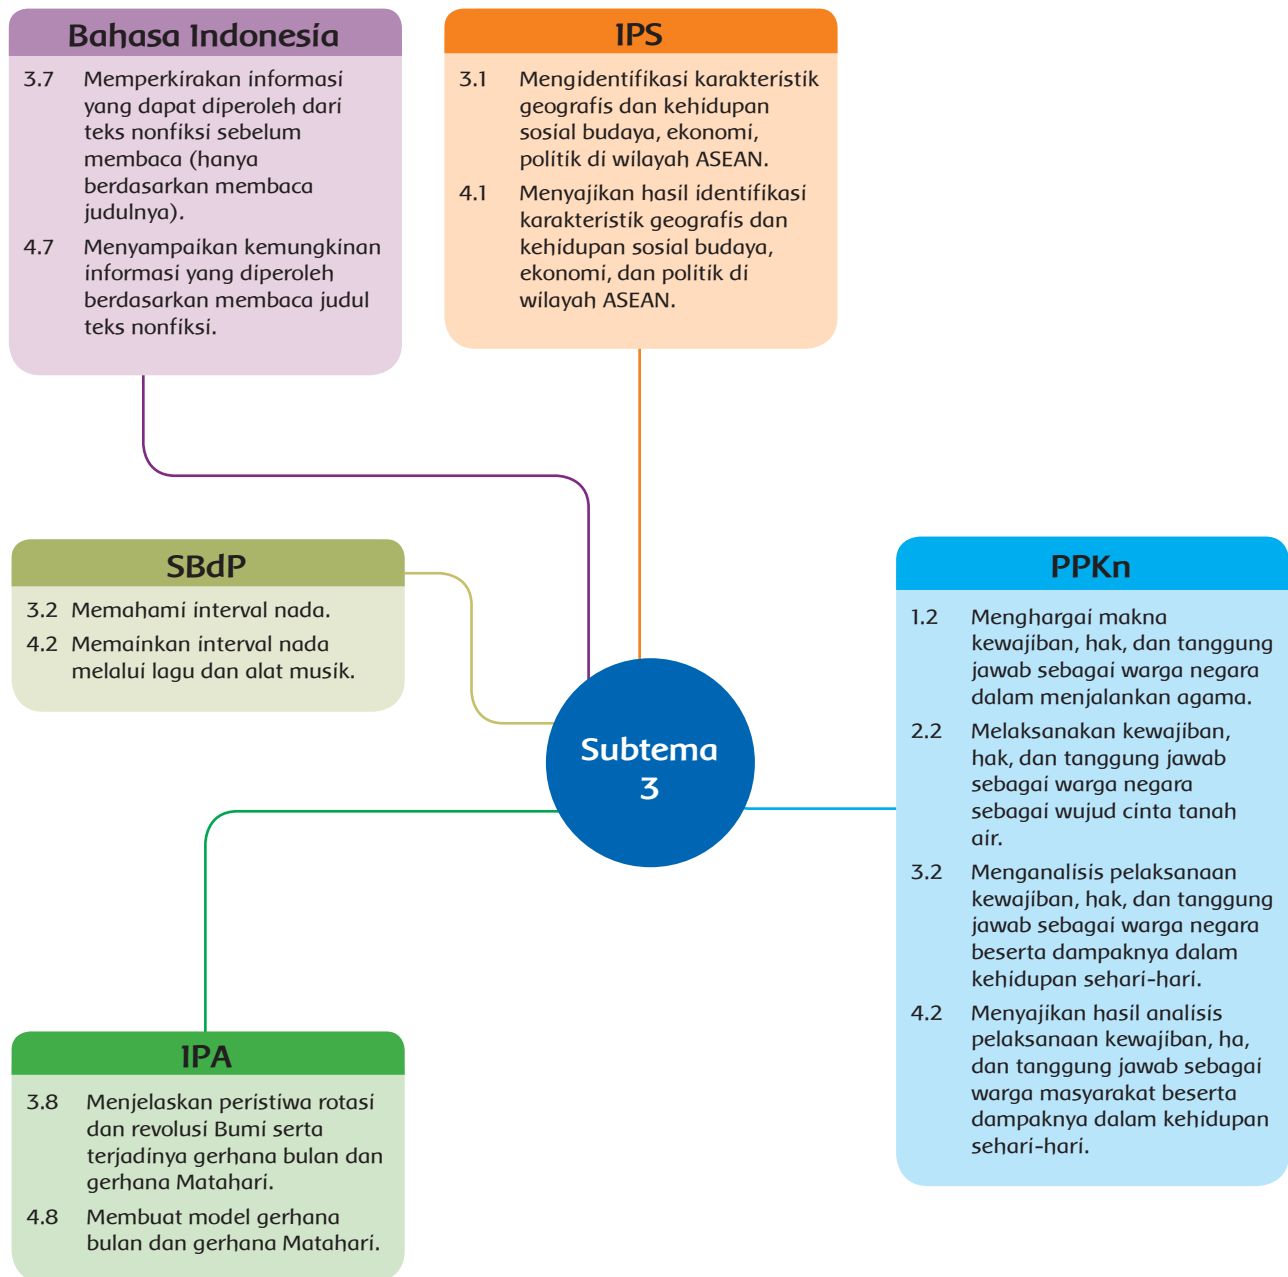 Bahasa Indonesia
3.7 Memperkirakan informasi
yang dapat diperoleh dari
teks nonfiksi sebelum
membaca (hanya
berdasarkan membaca
judulnya).
4.7 Menyampaikan kemungkinan
informasi yang diperoleh
berdasarkan membaca judul
teks nonfiksi.
IPS
3.1 Mengidentifikasi karakteristik
geografis dan kehidupan
sosial budaya, ekonomi,
politik di wilayah ASEAN.
4.1 Menyajikan hasil identifikasi
karakteristik geografis dan
kehidupan sosial budaya,
ekonomi, dan politik di
wilayah ASEAN.
SBdP
3.2 Memahami interval nada.
4.2 Memainkan interval nada
melalui lagu dan alat musik.
Subtema
3
PPKn
1.2 Menghargai makna
kewajiban, hak, dan tanggung
jawab sebagai warga negara
dalam menjalankan agama.
2.2 Melaksanakan kewajiban,
hak, dan tanggung jawab
sebagai warga negara
sebagai wujud cinta tanah
air.
3.2 Menganalisis pelaksanaan
kewajiban, hak, dan tanggung
jawab sebagai warga negara
beserta dampaknya dalam
kehidupan sehari-hari.
4.2 Menyajikan hasil analisis
pelaksanaan kewajiban, ha,
dan tanggung jawab sebagai
warga masyarakat beserta
dampaknya dalam kehidupan
sehari-hari.
IPA
3.8 Menjelaskan peristiwa rotasi
dan revolusi Bumi serta
terjadinya gerhana bulan dan
gerhana Matahari.
4.8 Membuat model gerhana
bulan dan gerhana Matahari.